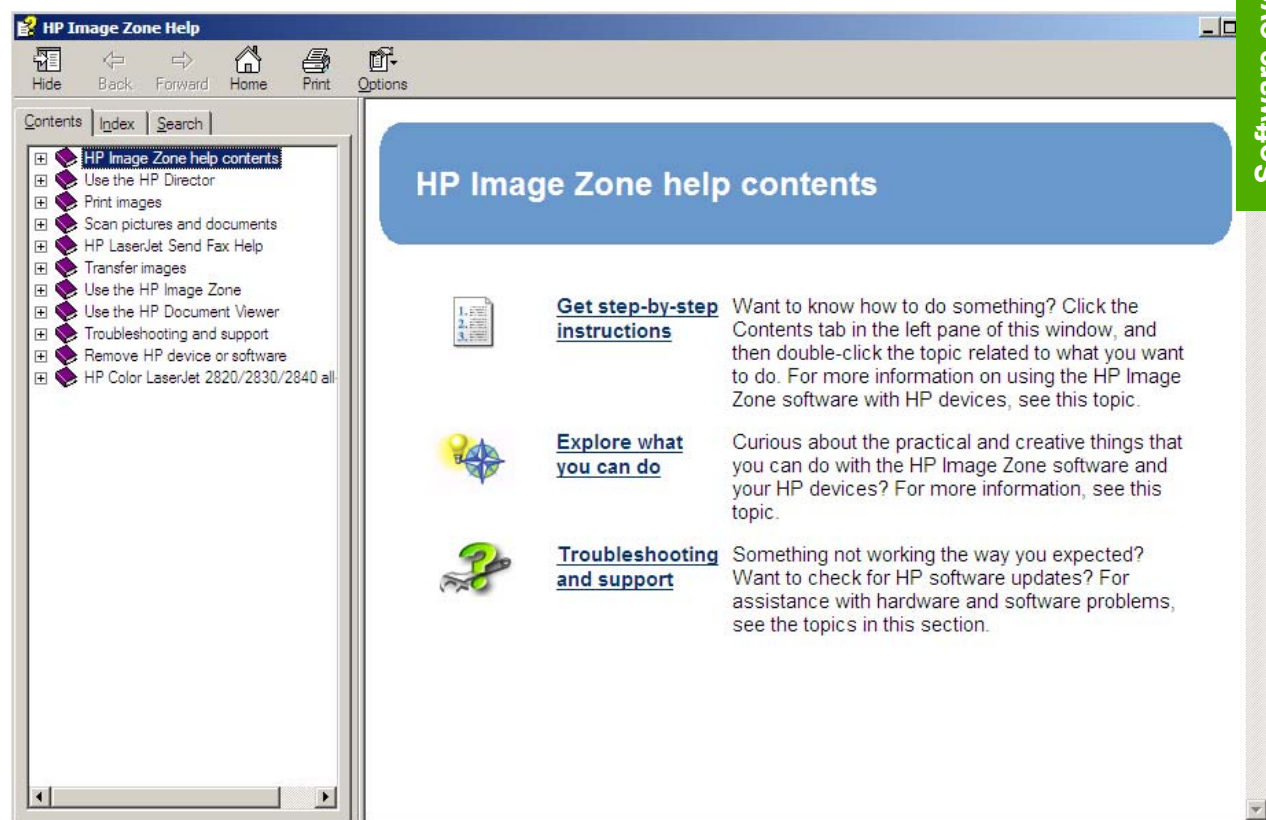 HP Image Zone Help
Hide Back Forward Home Print Options
Contents Index Search
HP Image Zone help contents
Use the HP Director
Print images
Scan pictures and documents
HP LaserJet Send Fax Help
Transfer images
Use the HP Image Zone
Use the HP Document Viewer
Troubleshooting and support
Remove HP device or software
HP Color LaserJet 2820/2830/2840 all-
HP Image Zone help contents
1.
2.
3.
Get step-by-step
instructions
Want to know how to do something? Click the
Contents tab in the left pane of this window, and
then double-click the topic related to what you want
to do. For more information on using the HP Image
Zone software with HP devices, see this topic.
Explore what
you can do
Curious about the practical and creative things that
you can do with the HP Image Zone software and
your HP devices? For more information, see this
topic.
Troubleshooting
and support
Something not working the way you expected?
Want to check for HP software updates? For
assistance with hardware and software problems,
see the topics in this section.
Software